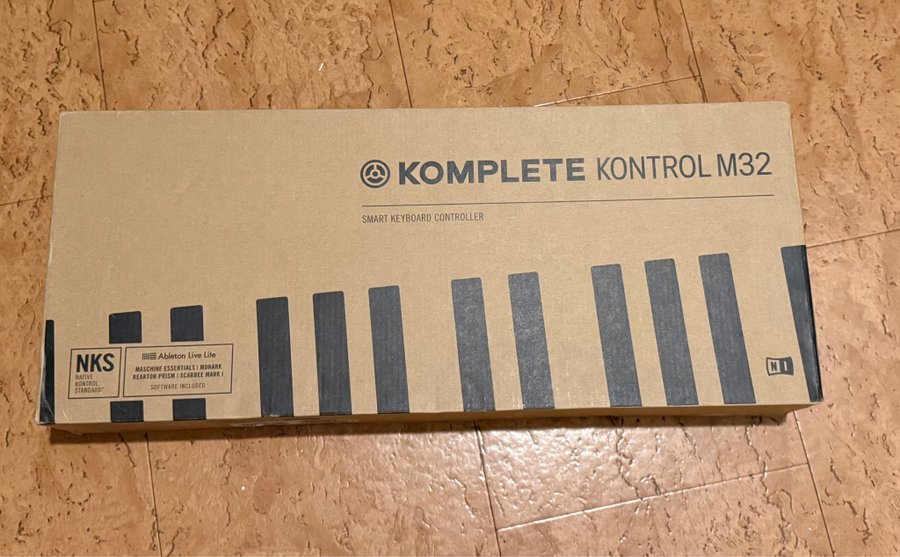 KOMPLETE KONTROL M32
SMART KEYBOARD CONTROLLER
NKS
NATIVE
KONTROL
STANDARD®
Ableton Live Lite
MASCHINE ESSENTIALS | MONARK
REAKTOR PRISM | SCARBEE MARK I
SOFTWARE INCLUDED
NI